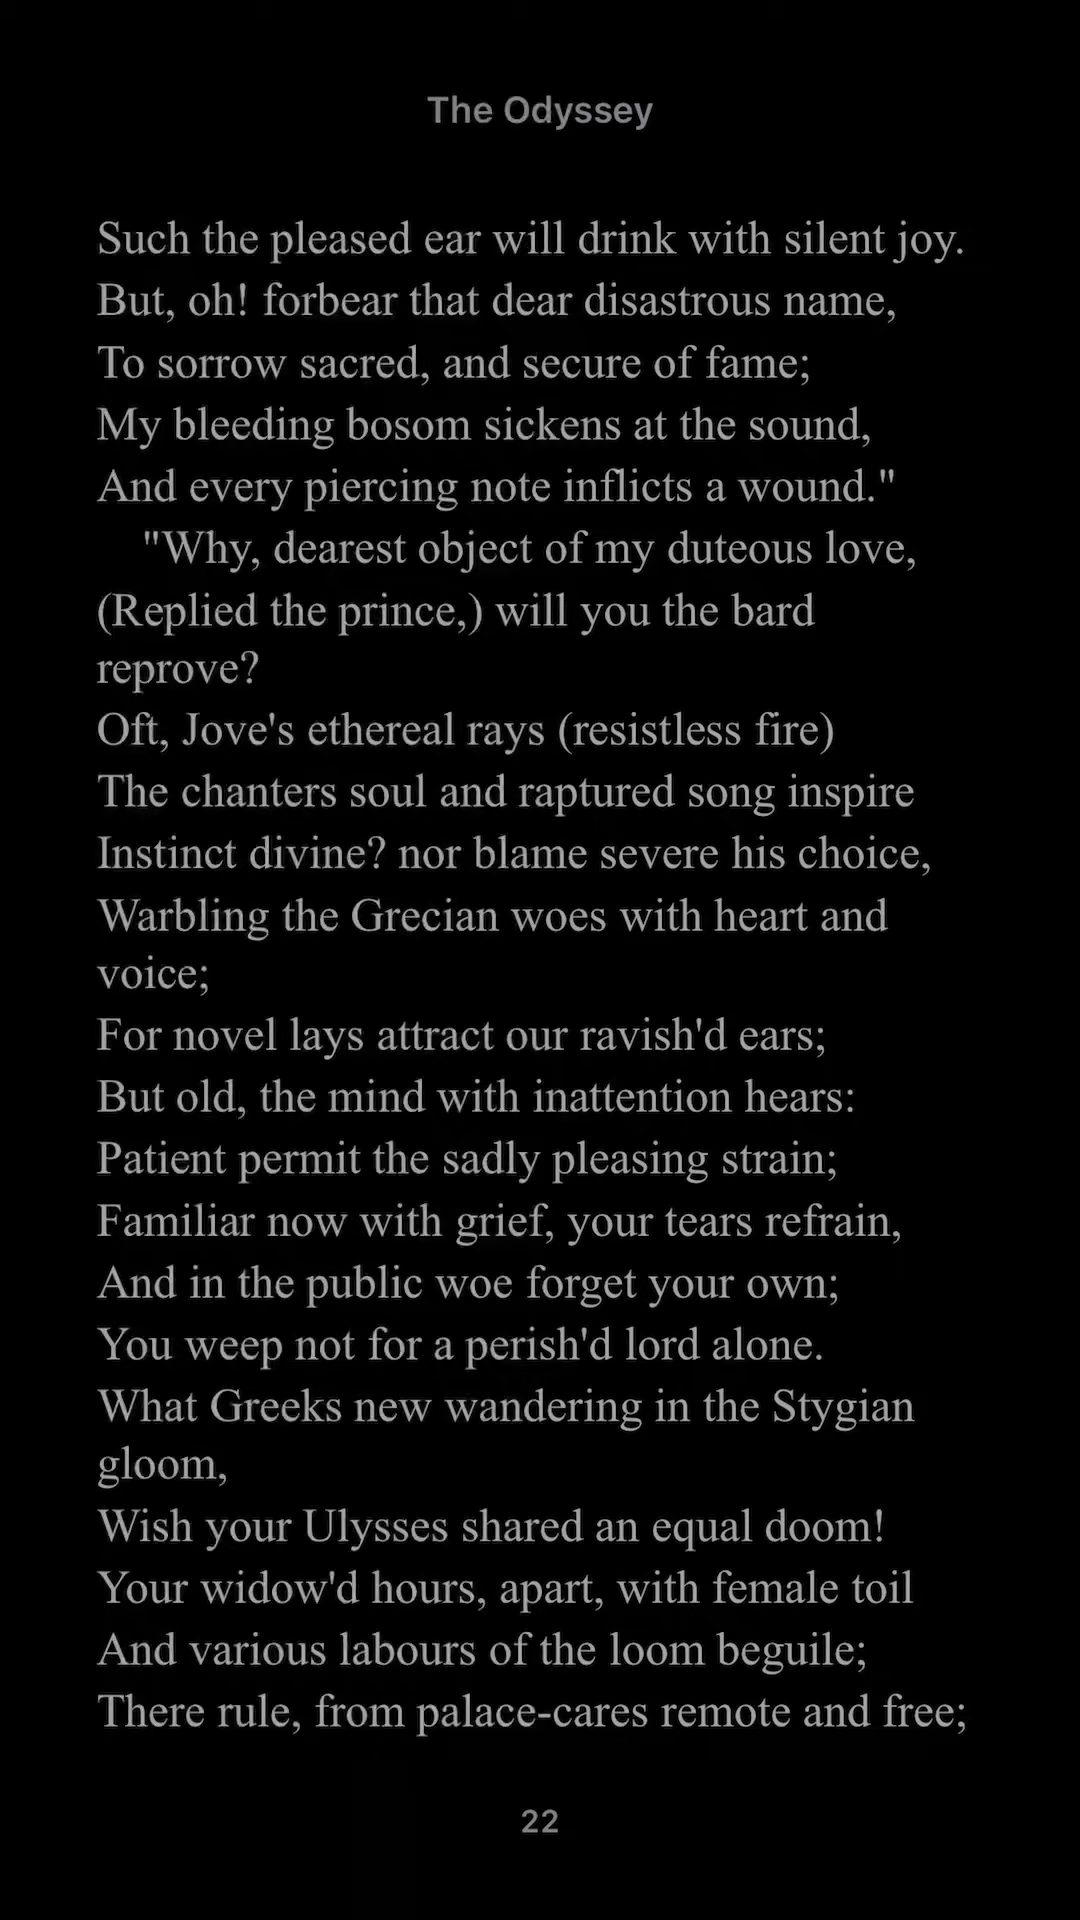 The Odyssey
Such the pleased ear will drink with silent joy.
But, oh! forbear that dear disastrous name,
To sorrow sacred, and secure of fame;
My bleeding bosom sickens at the sound,
And every piercing note inflicts a wound."
"Why, dearest object of my duteous love,
(Replied the prince,) will you the bard
reprove?
Oft, Jove's ethereal rays (resistless fire)
The chanters soul and raptured song inspire
Instinct divine? nor blame severe his choice,
Warbling the Grecian woes with heart and
voice;
For novel lays attract our ravish'd ears;
But old, the mind with inattention hears:
Patient permit the sadly pleasing strain;
Familiar now with grief, your tears refrain,
And in the public woe forget your own;
You weep not for a perish'd lord alone.
What Greeks new wandering in the Stygian
gloom,
Wish your Ulysses shared an equal doom!
Your widow'd hours, apart, with female toil
And various labours of the loom beguile;
There rule, from palace-cares remote and free;
22